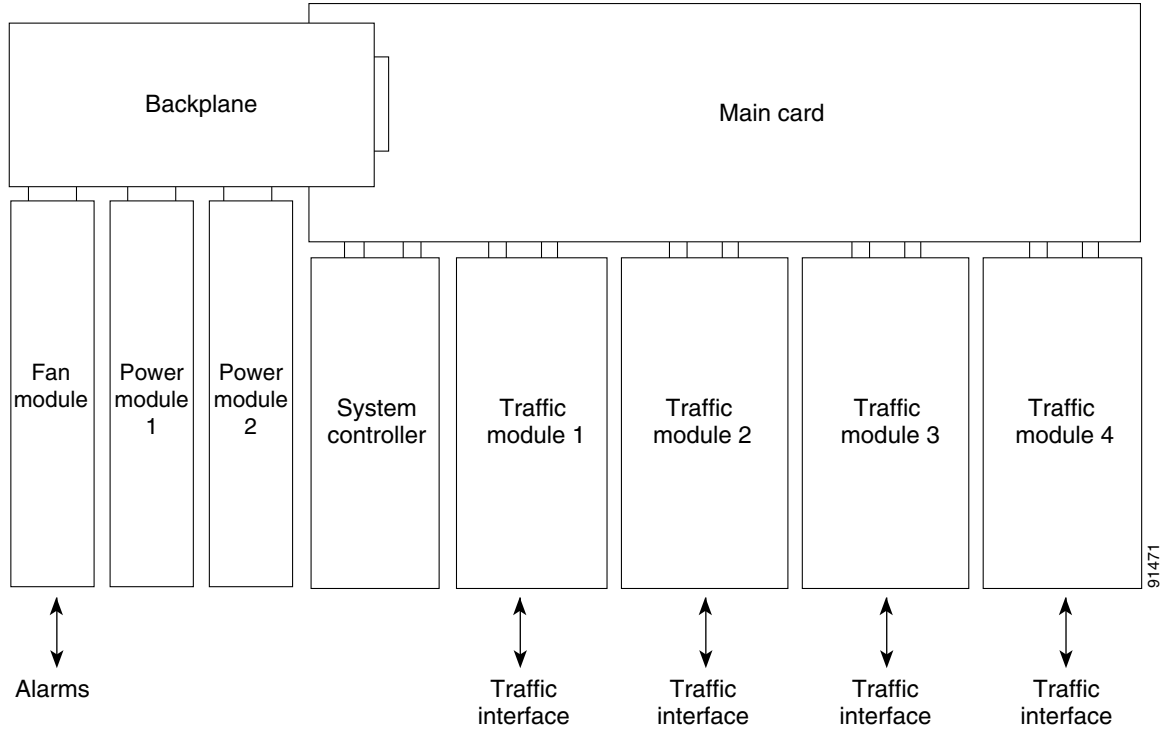 Backplane
Main card
Fan
module
Power
module
1
Power
module
2
System
controller
Traffic
module 1
Traffic
module 2
Traffic
module 3
Traffic
module 4
91471
Alarms
Traffic
interface
Traffic
interface
Traffic
interface
Traffic
interface